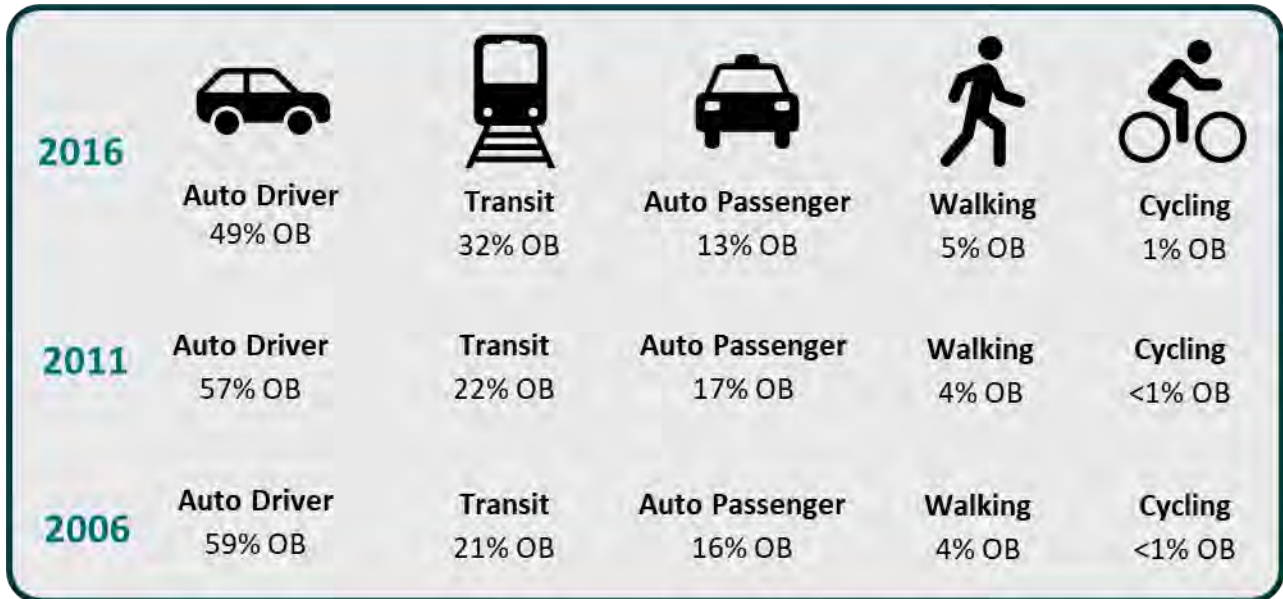 2016
Auto Driver Transit Auto Passenger Walking Cycling
49% OB 32% OB 13% OB 5% OB 1% OB
2011
Auto Driver Transit Auto Passenger Walking Cycling
57% OB 22% OB 17% OB 4% OB <1% OB
2006
Auto Driver Transit Auto Passenger Walking Cycling
59% OB 21% OB 16% OB 4% OB <1% OB